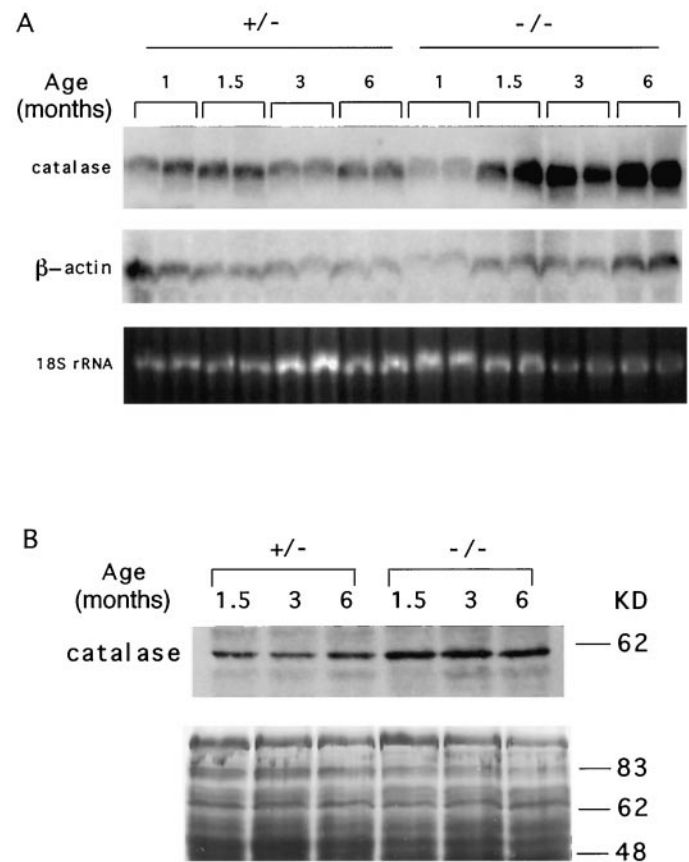 A
+/- -/-
Age (months) 1 1.5 3 6 1 1.5 3 6
catalase
β-actin
18S rRNA
B
+/- -/-
Age (months) 1.5 3 6 1.5 3 6 KD
catalase 62
83
62
48